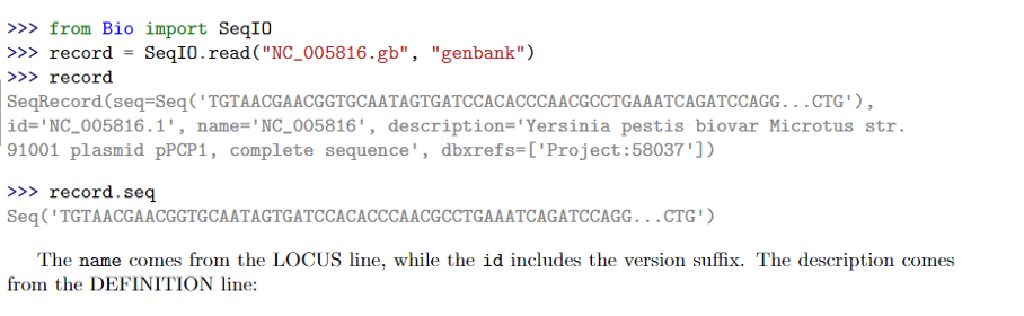 >>> from Bio import SeqIO
>>> record = SeqIO.read("NC_005816.gb", "genbank")
>>> record
SeqRecord(seq=Seq('TGTAACGAACGGTGCAATAGTGATCCACACCCAACGCCTGAAATCAGATCCAGG...CTG'),
id='NC_005816.1', name='NC_005816', description='Yersinia pestis biovar Microtus str.
91001 plasmid pPCP1, complete sequence', dbxrefs=['Project:58037'])
>>> record.seq
Seq('TGTAACGAACGGTGCAATAGTGATCCACACCCAACGCCTGAAATCAGATCCAGG...CTG')
The name comes from the LOCUS line, while the id includes the version suffix. The description comes
from the DEFINITION line: